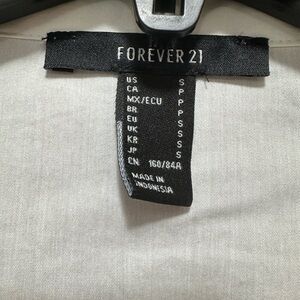 FOREVER 21
US S
CA P
MX/ECU P
BR P
EU S
UK S
KR S
JP S
CN 160/84A
MADE IN
INDONESIA